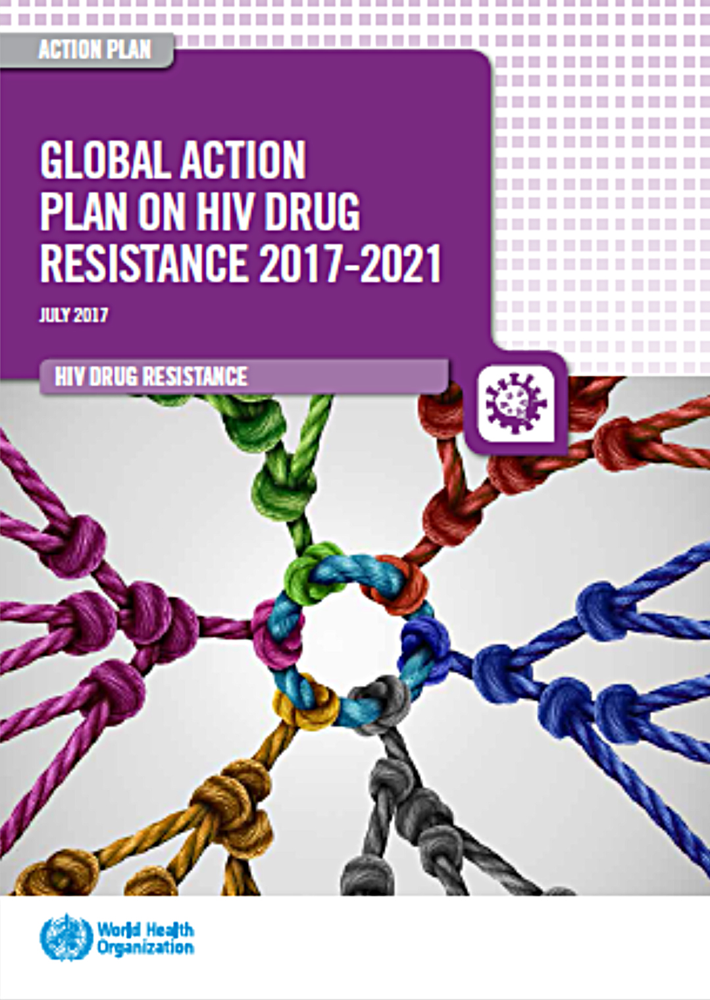 ACTION PLAN
GLOBAL ACTION
PLAN ON HIV DRUG
RESISTANCE 2017-2021
JULY 2017
HIV DRUG RESISTANCE
World Health
Organization